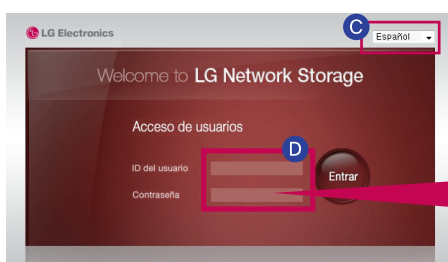 LG Electronics
C
Español
Welcome to LG Network Storage
Acceso de usuarios
D
ID del usuario
Entrar
Contraseña